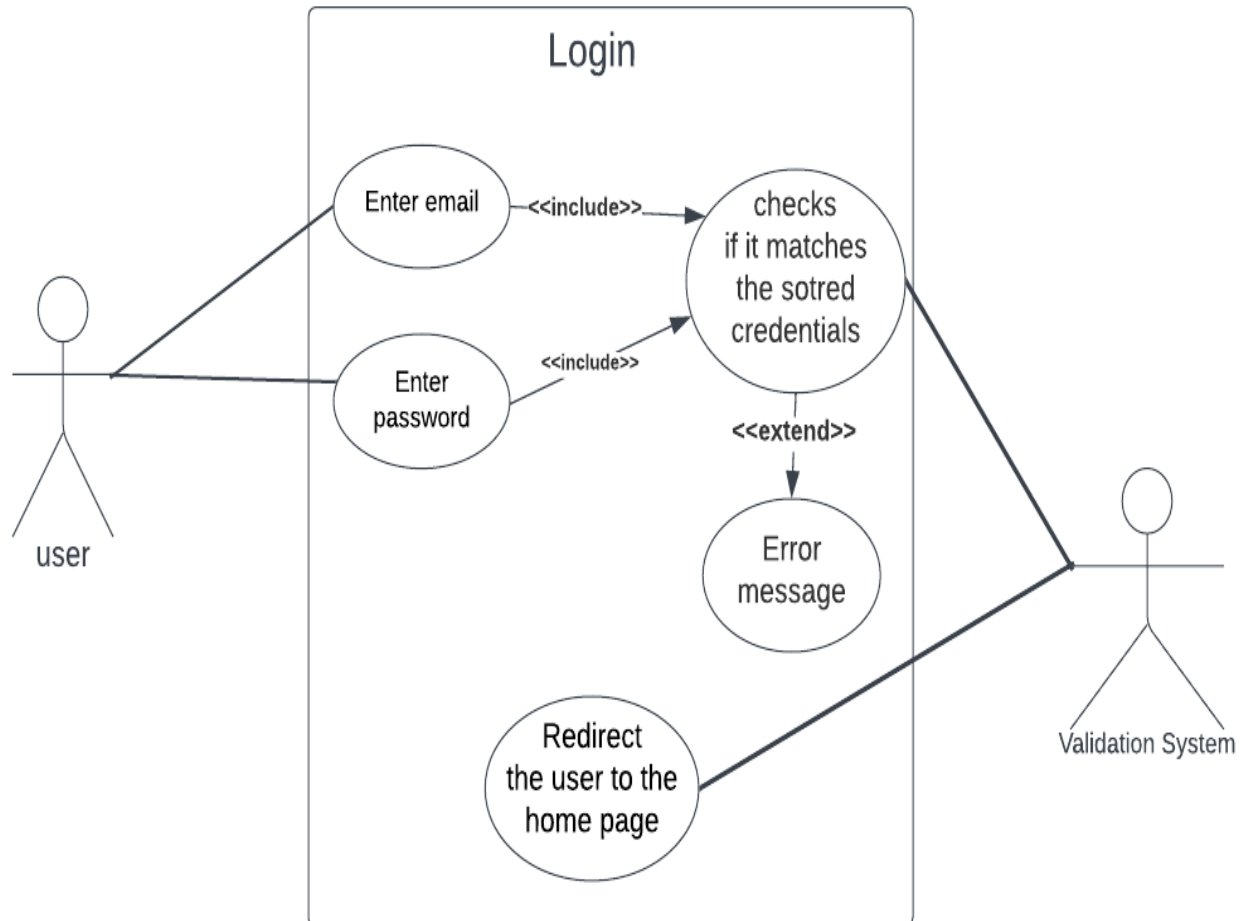 Login
Enter email
<<include>>
checks
if it matches
the sotred
credentials
Enter
password
<<include>>
<<extend>>
Error
message
user
Redirect
the user to the
home page
Validation System